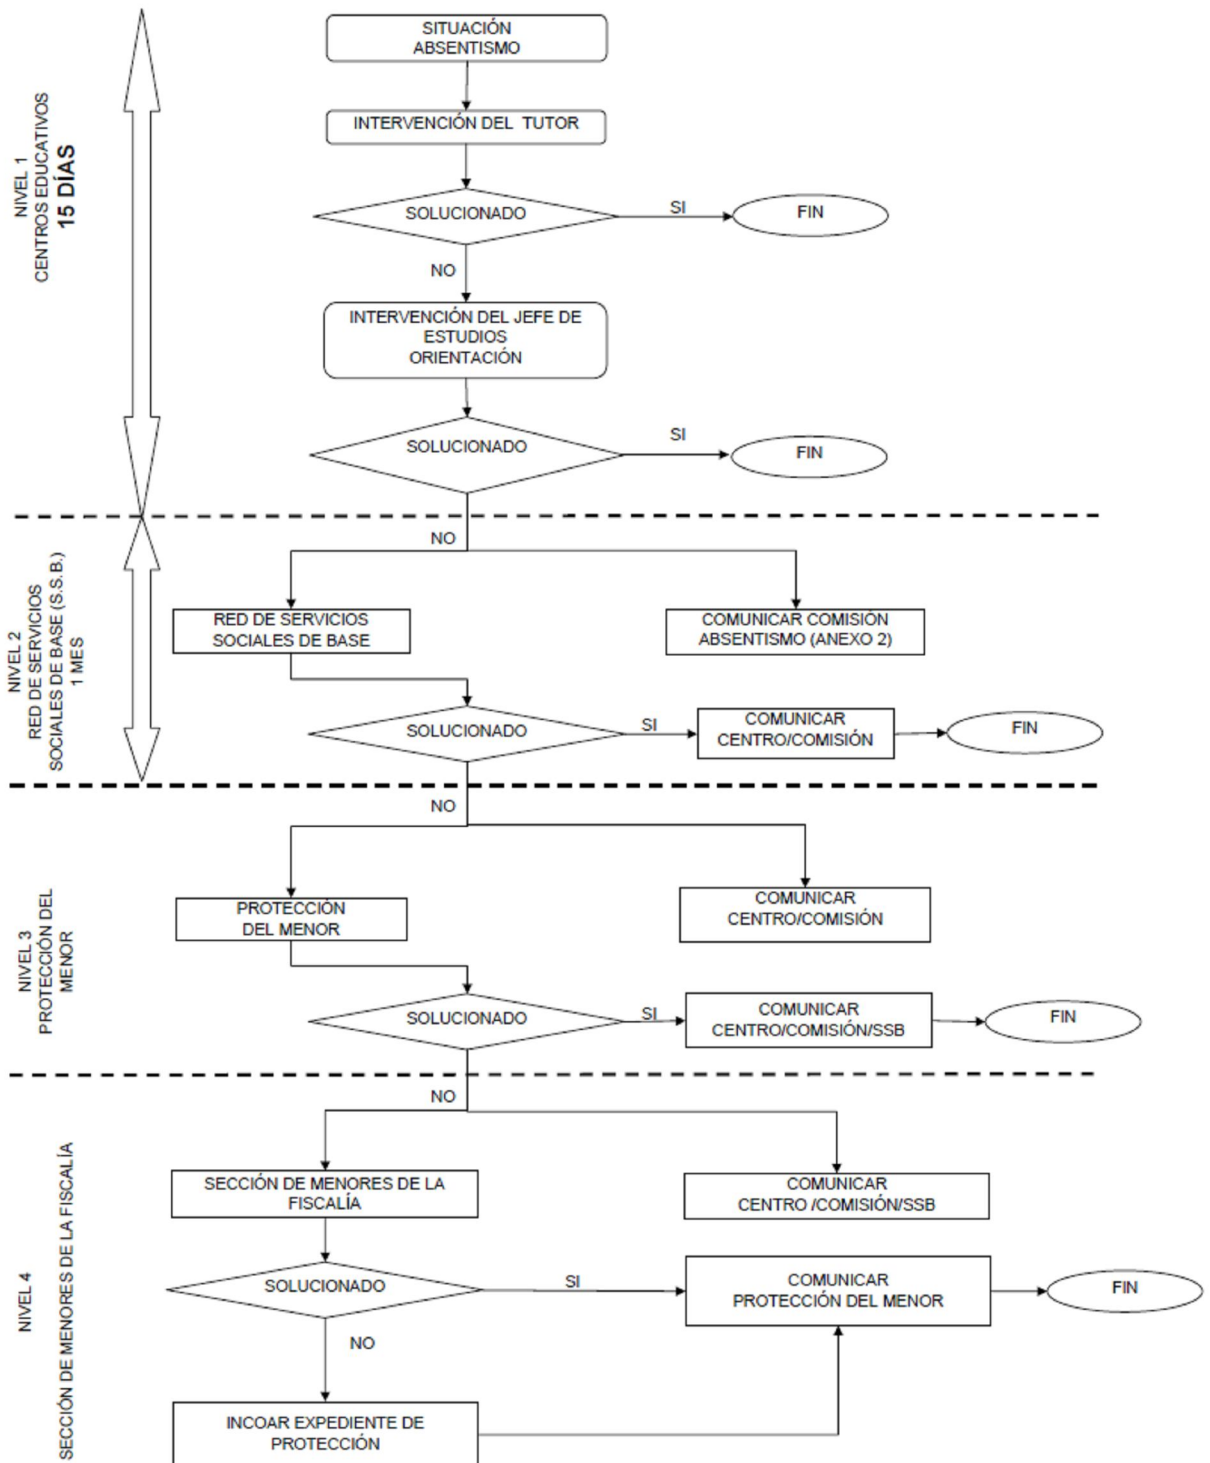 NIVEL 1
CENTROS EDUCATIVOS
15 DÍAS
SITUACIÓN
ABSENTISMO
INTERVENCIÓN DEL TUTOR
SOLUCIONADO
SI
FIN
NO
INTERVENCIÓN DEL JEFE DE
ESTUDIOS
ORIENTACIÓN
SOLUCIONADO
SI
FIN
NO
NIVEL 2
RED DE SERVICIOS
SOCIALES DE BASE (S.S.B.)
1 MES
RED DE SERVICIOS
SOCIALES DE BASE
COMUNICAR COMISIÓN
ABSENTISMO (ANEXO 2)
SOLUCIONADO
SI
COMUNICAR
CENTRO/COMISIÓN
FIN
NO
NIVEL 3
PROTECCIÓN DEL
MENOR
PROTECCIÓN
DEL MENOR
COMUNICAR
CENTRO/COMISIÓN
SOLUCIONADO
SI
COMUNICAR
CENTRO/COMISIÓN/SSB
FIN
NO
NIVEL 4
SECCIÓN DE MENORES DE LA FISCALÍA
SECCIÓN DE MENORES DE LA
FISCALÍA
COMUNICAR
CENTRO /COMISIÓN/SSB
SOLUCIONADO
SI
COMUNICAR
PROTECCIÓN DEL MENOR
FIN
NO
INCOAR EXPEDIENTE DE
PROTECCIÓN